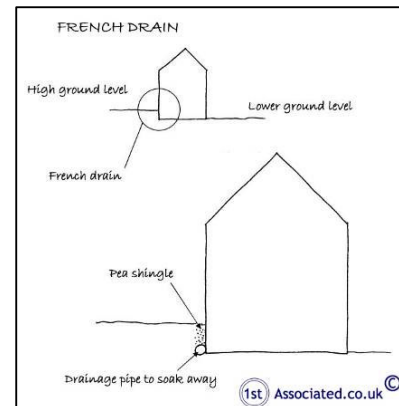 FRENCH DRAIN
High ground level
Lower ground level
French drain
Pea shingle
Drainage pipe to soak away
1st Associated.co.uk ©